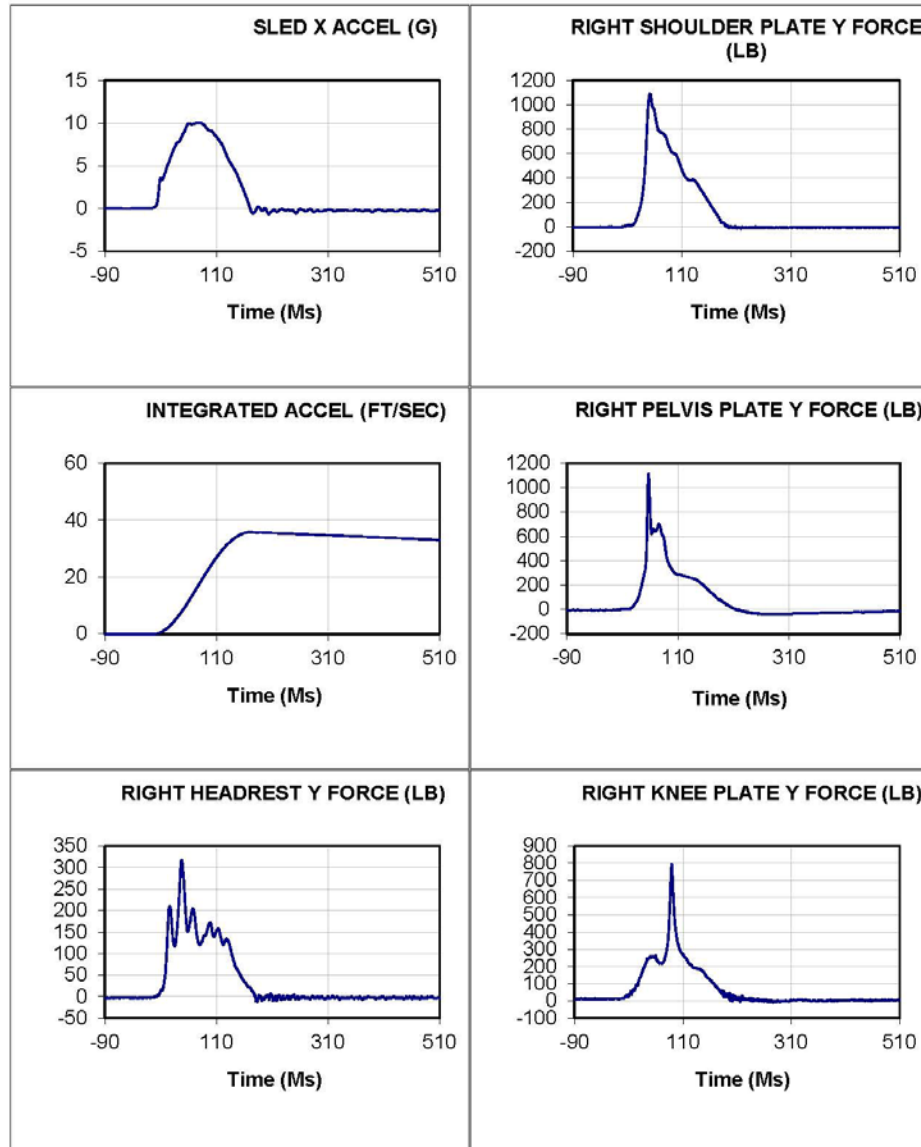 SLED X ACCEL (G)
15
10
5
0
-5
-90 110 310 510
Time (Ms)
RIGHT SHOULDER PLATE Y FORCE
(LB)
1200
1000
800
600
400
200
0
-200
-90 110 310 510
Time (Ms)
INTEGRATED ACCEL (FT/SEC)
60
40
20
0
-90 110 310 510
Time (Ms)
RIGHT PELVIS PLATE Y FORCE (LB)
1200
1000
800
600
400
200
0
-200
-90 110 310 510
Time (Ms)
RIGHT HEADREST Y FORCE (LB)
350
300
250
200
150
100
50
0
-50
-90 110 310 510
Time (Ms)
RIGHT KNEE PLATE Y FORCE (LB)
900
800
700
600
500
400
300
200
100
0
-100
-90 110 310 510
Time (Ms)